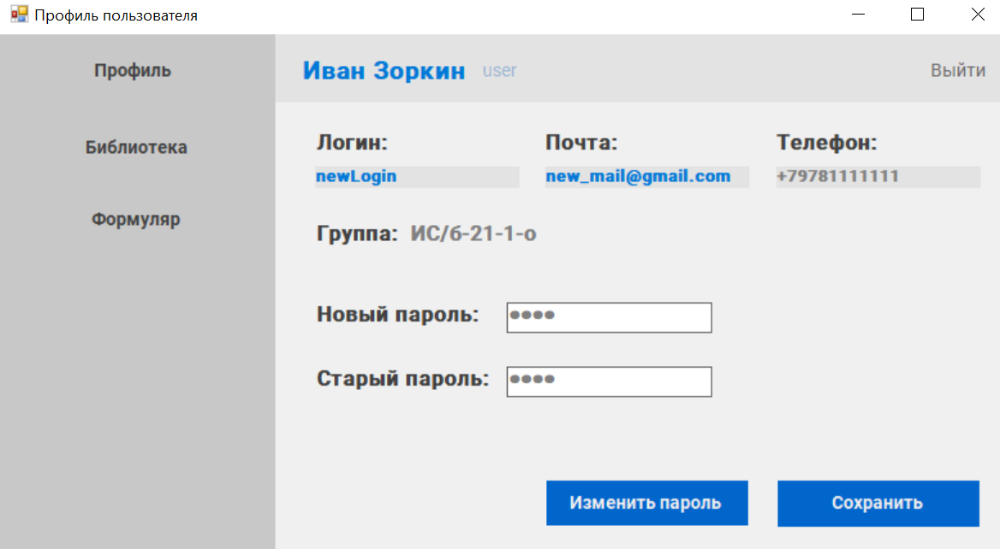 Профиль пользователя
Профиль
Библиотека
Формуляр
Иван Зоркин user Выйти
Логин: Почта: Телефон:
newLogin new_mail@gmail.com +79781111111
Группа: ИС/б-21-1-о
Новый пароль: ••••
Старый пароль: ••••
Изменить пароль Сохранить